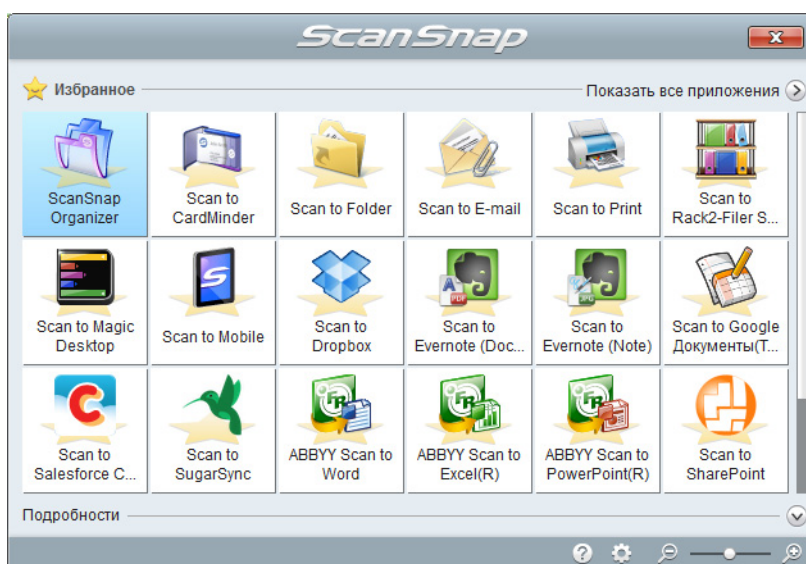 ScanSnap
Избранное
Показать все приложения
ScanSnap
Organizer
Scan to
CardMinder
Scan to Folder
Scan to E-mail
Scan to Print
Scan to
Rack2-Filer S...
Scan to Magic
Desktop
Scan to Mobile
Scan to
Dropbox
Scan to
Evernote (Doc...
Scan to
Evernote (Note)
Scan to Google
Документы(Т...
Scan to
Salesforce C...
Scan to
SugarSync
ABBYY Scan to
Word
ABBYY Scan to
Excel(R)
ABBYY Scan to
PowerPoint(R)
Scan to
SharePoint
Подробности